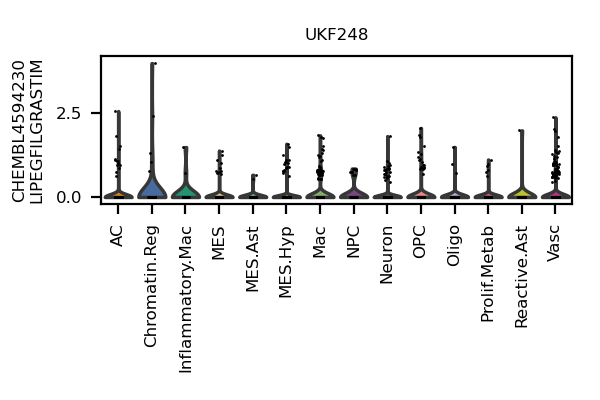 UKF248
CHEMBL4594230
LIPEGFILGRASTIM
2.5
0.0
AC
Chromatin.Reg
Inflammatory.Mac
MES
MES.Ast
MES.Hyp
Mac
NPC
Neuron
OPC
Oligo
Prolif.Metab
Reactive.Ast
Vasc